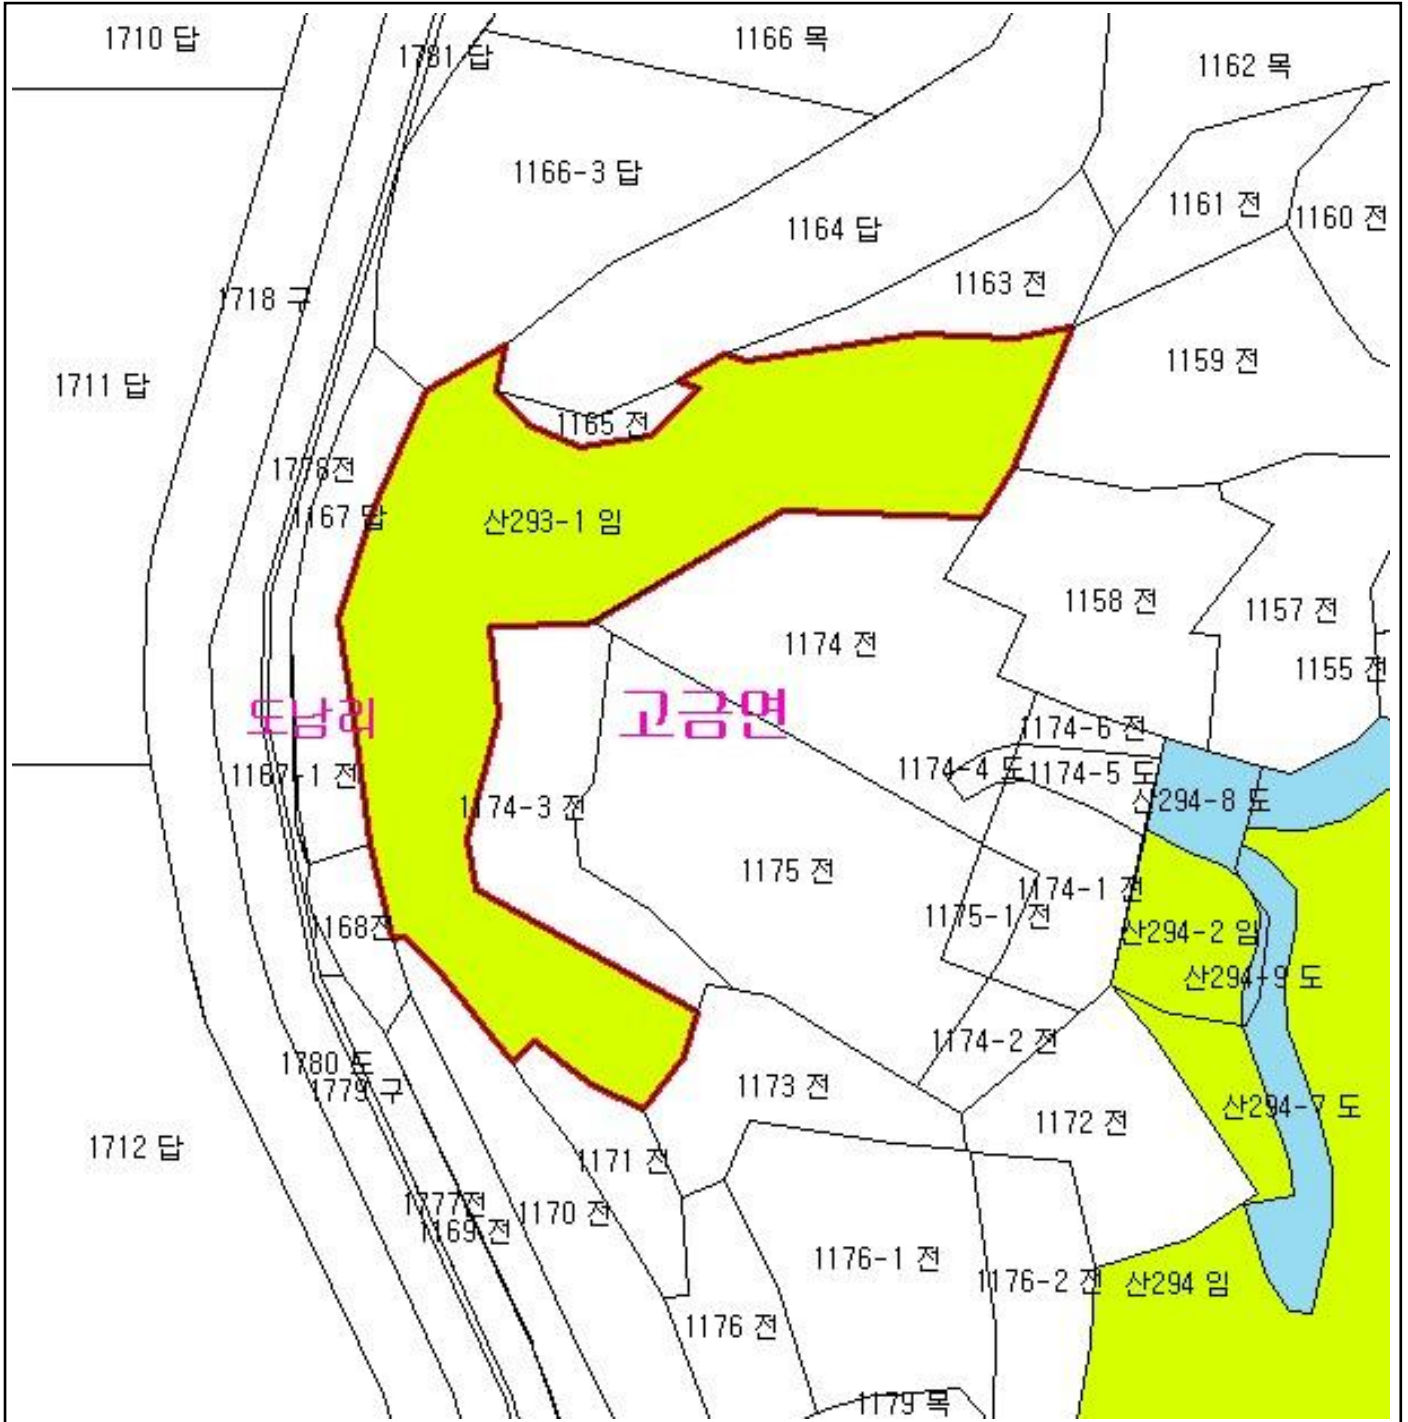 1710 답
1781 답
1166 목
1162 목
1166-3 답
1161 전
1160 전
1164 답
1163 전
1718 구
1711 답
1159 전
1165 전
1778전
1167 답
산293-1 임
1158 전
1157 전
1174 전
1155 전
도남리
고금면
1174-6 전
1167-1 전
1174-4 도
1174-5 도
산294-8 도
1174-3 전
1175 전
1174-1 전
1175-1 전
1168전
산294-2 임
산294-9 도
1174-2 전
1780 도
1779 구
1173 전
산294-7 도
1172 전
1712 답
1171 전
1777전
1170 전
1169 전
1176-1 전
1176-2 전
산294 임
1176 전
1179 목